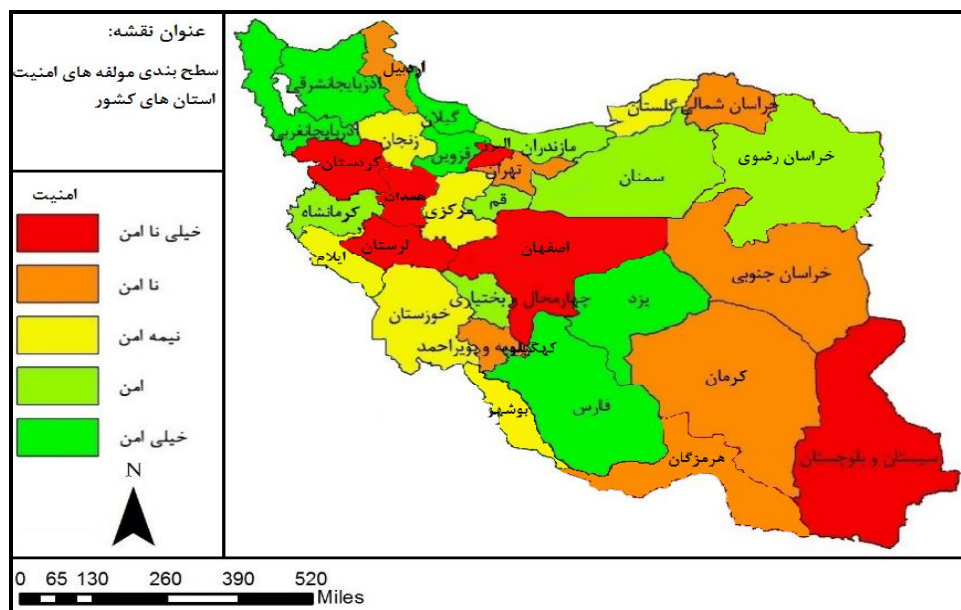 عنوان نقشه:
سطح بندی مولفه های امنیت
استان های کشور
امنیت
خیلی نا امن
نا امن
نیمه امن
امن
خیلی امن
N
0 65 130 260 390 520
Miles
اردبیل
آذربایجانشرقی
گیلان
آذربایجانغربی
زنجان
قزوین
البرز
تهران
مازندران
گلستان
خراسان شمالی
خراسان رضوی
سمنان
کردستان
همدان
مرکزی
قم
کرمانشاه
لرستان
ایلام
اصفهان
خراسان جنوبی
یزد
چهارمحال و بختیاری
خوزستان
کهگیلویه و بویراحمد
کرمان
فارس
بوشهر
هرمزگان
سیستان و بلوچستان